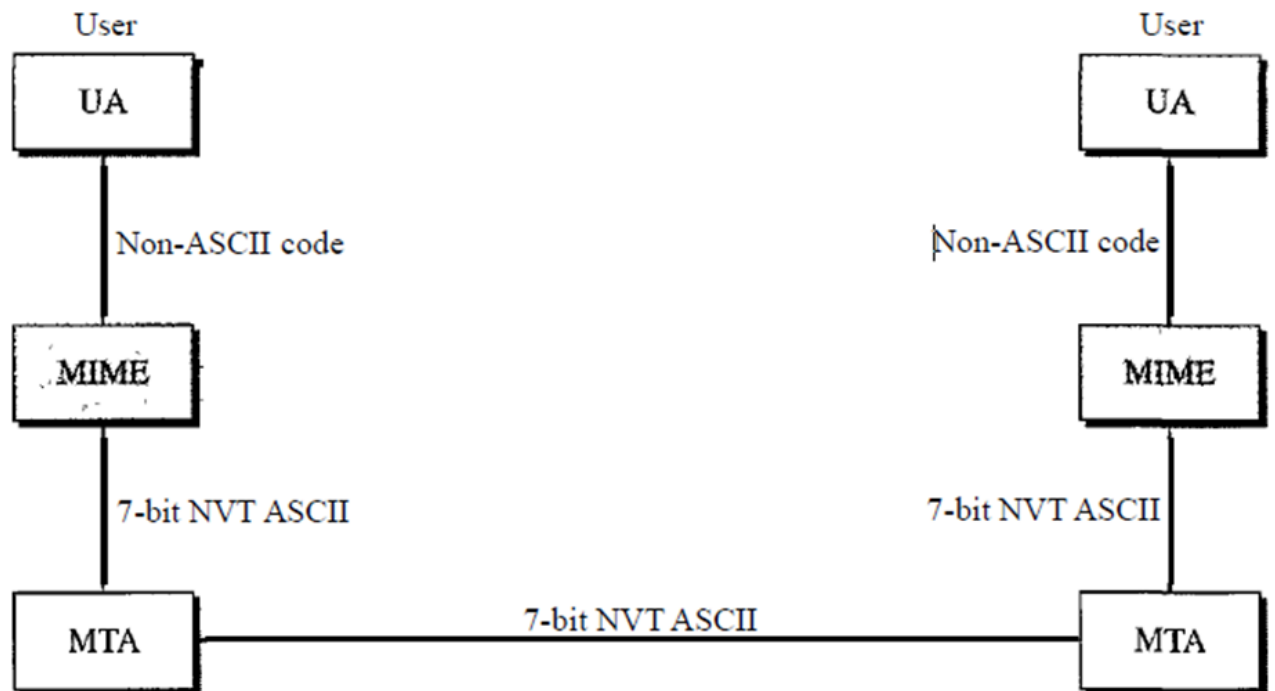 User
User
UA
UA
Non-ASCII code
Non-ASCII code
MIME
MIME
7-bit NVT ASCII
7-bit NVT ASCII
7-bit NVT ASCII
MTA
MTA